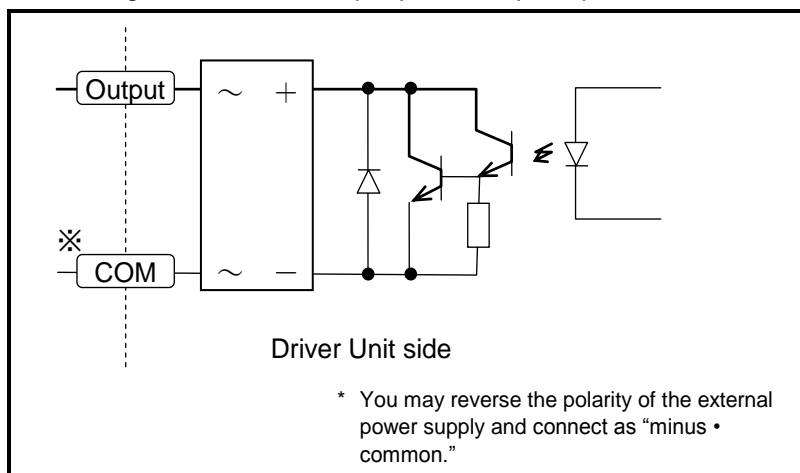 Output
～ +
※
COM
～ −
Driver Unit side
* You may reverse the polarity of the external
power supply and connect as “minus •
common.”